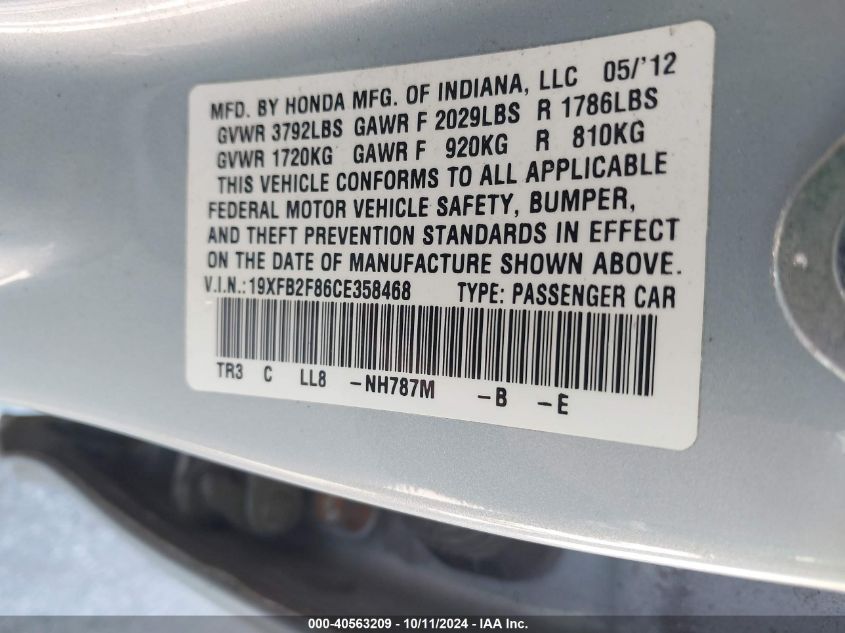 MFD. BY HONDA MFG. OF INDIANA, LLC 05/'12
GVWR 3792LBS GAWR F 2029LBS R 1786LBS
GVWR 1720KG GAWR F 920KG R 810KG
THIS VEHICLE CONFORMS TO ALL APPLICABLE
FEDERAL MOTOR VEHICLE SAFETY, BUMPER,
AND THEFT PREVENTION STANDARDS IN EFFECT
ON THE DATE OF MANUFACTURE SHOWN ABOVE.
V.I.N.:19XFB2F86CE358468 TYPE: PASSENGER CAR
TR3 C LL8 -NH787M -B -E
000-40563209 - 10/11/2024 - IAA Inc.